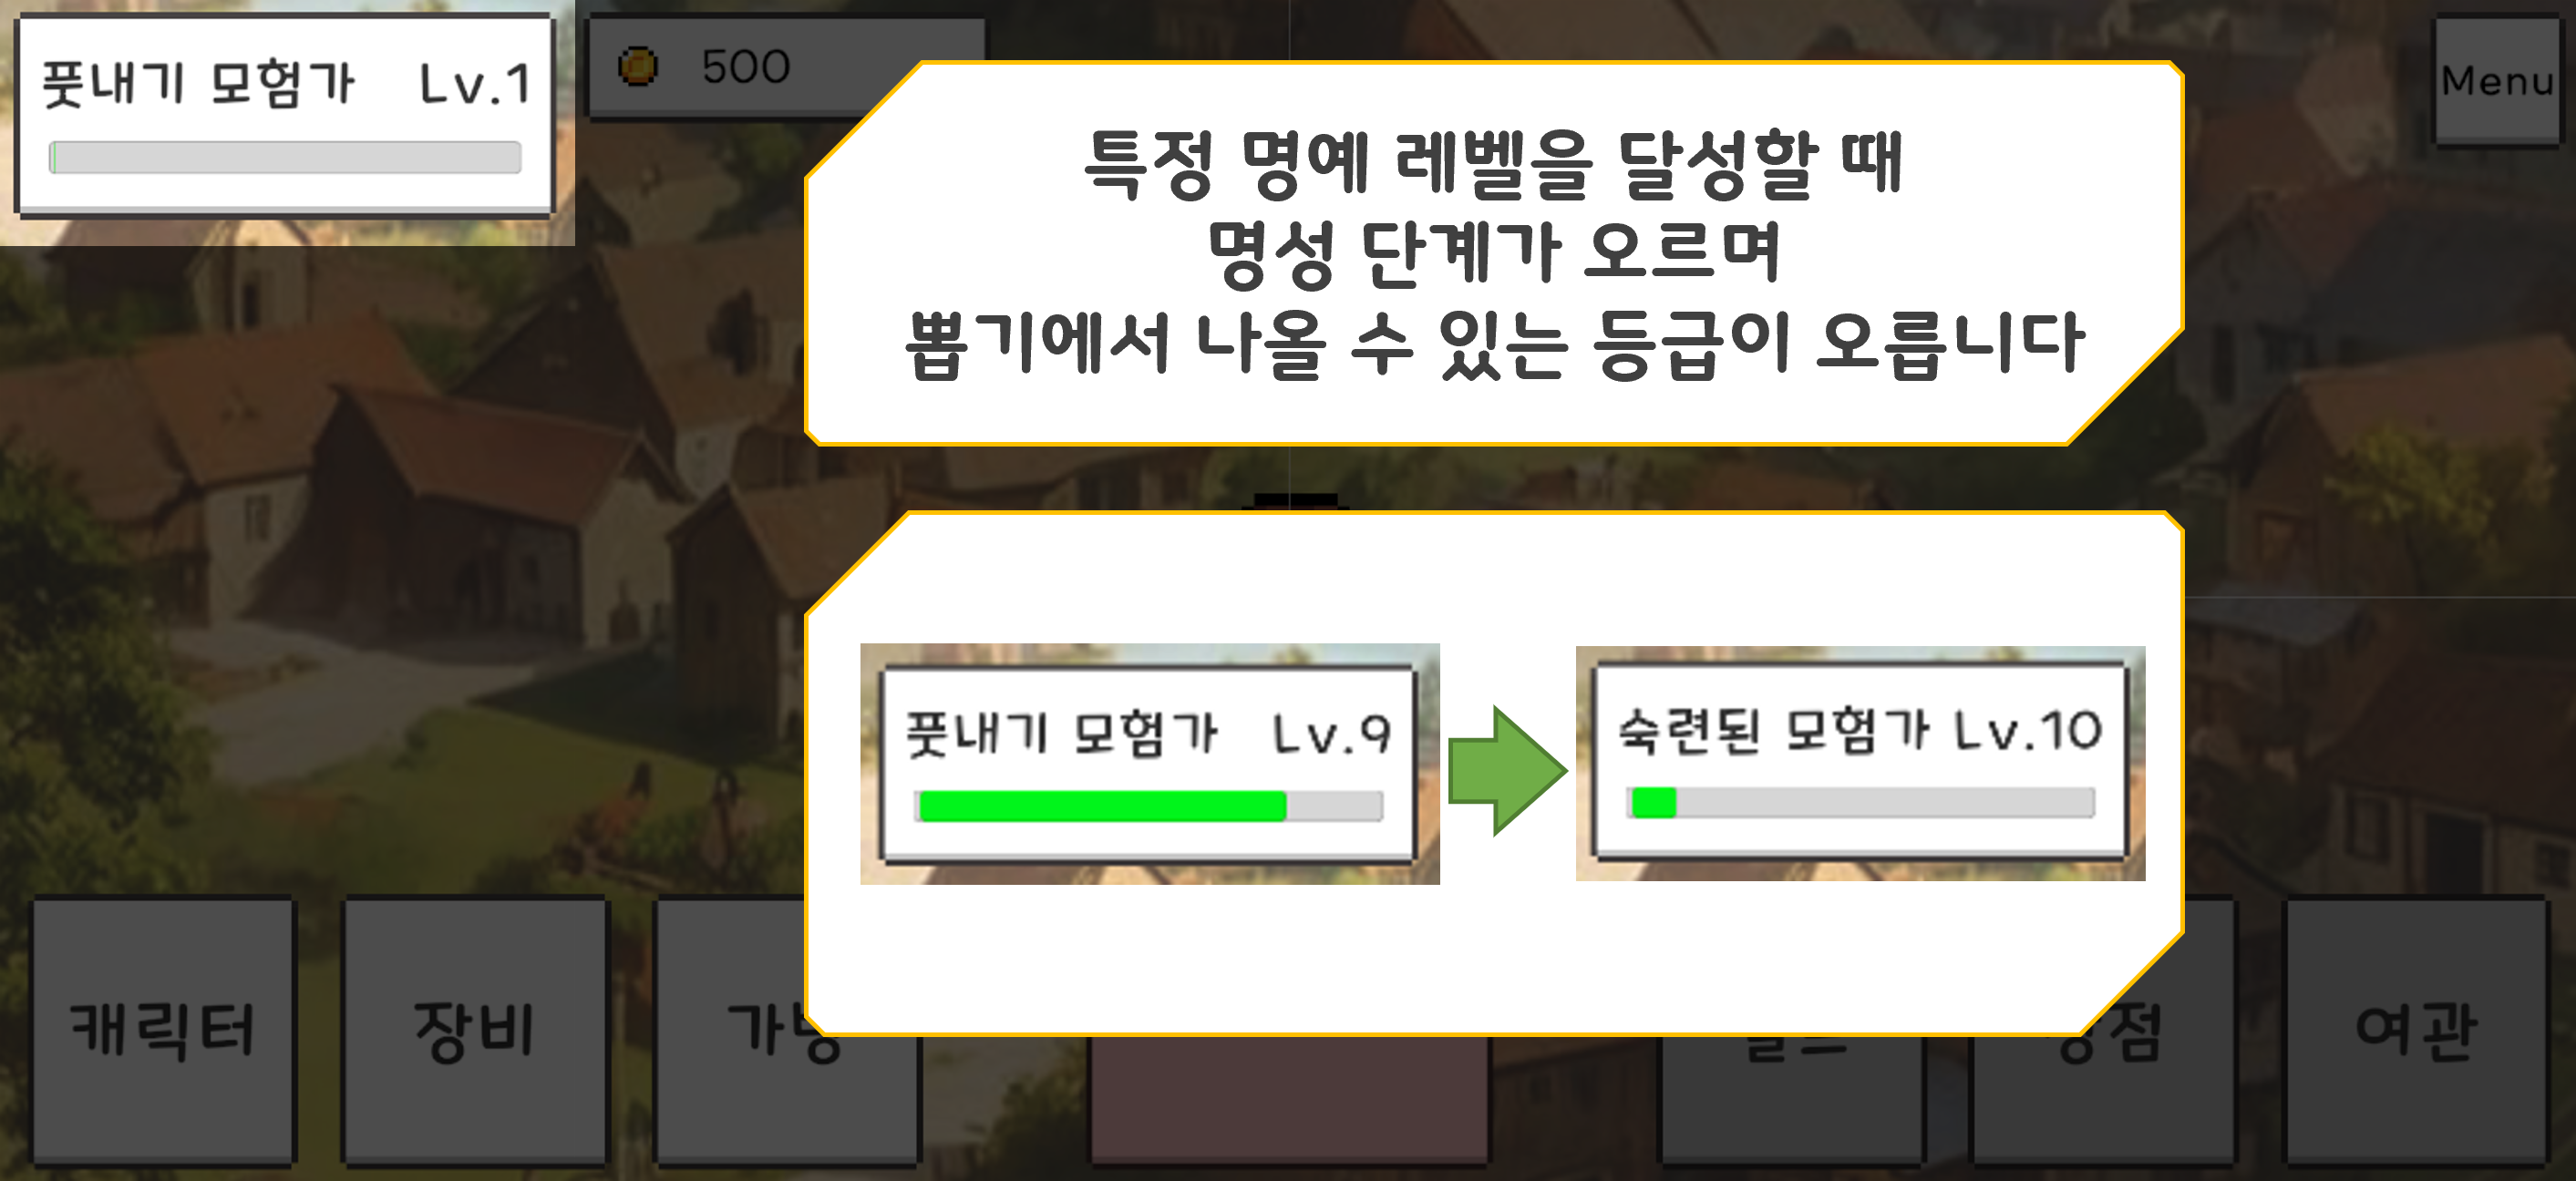 풋내기 모험가 Lv.1
500
Menu
특정 명예 레벨을 달성할 때
명성 단계가 오르며
뽑기에서 나올 수 있는 등급이 오릅니다
풋내기 모험가 Lv.9
숙련된 모험가 Lv.10
캐릭터
장비
여관